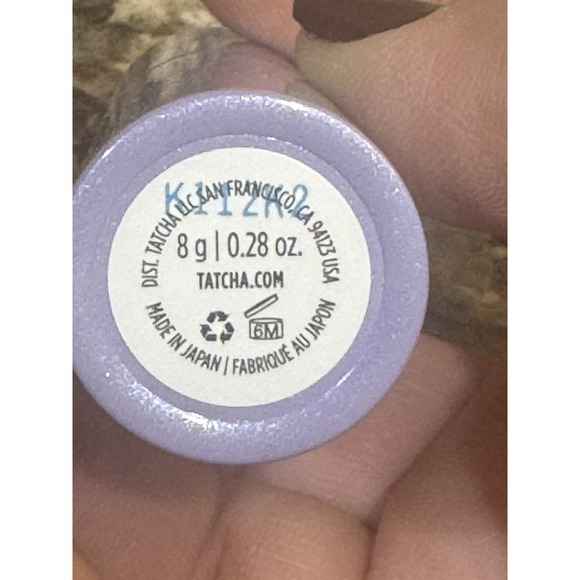 DIST. TATCHA LLC, SAN FRANCISCO, CA 94123 USA
K112R2
8 g | 0.28 oz.
TATCHA.COM
6M
MADE IN JAPAN | FABRIQUÉ AU JAPON